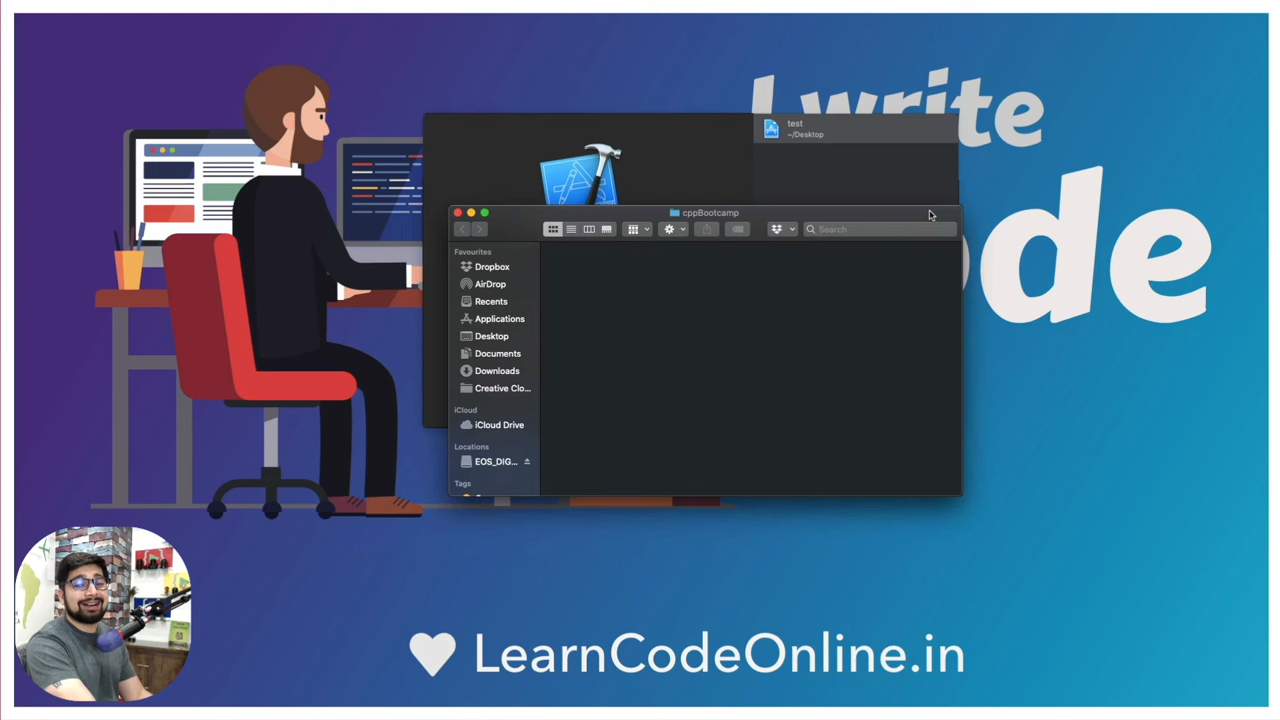 I write
test
~/Desktop
cppBootcamp
Search
Favourites
Dropbox
AirDrop
Recents
Applications
Desktop
Documents
Downloads
Creative Clo...
iCloud
iCloud Drive
Locations
EOS_DIG...
Tags
LearnCodeOnline.in